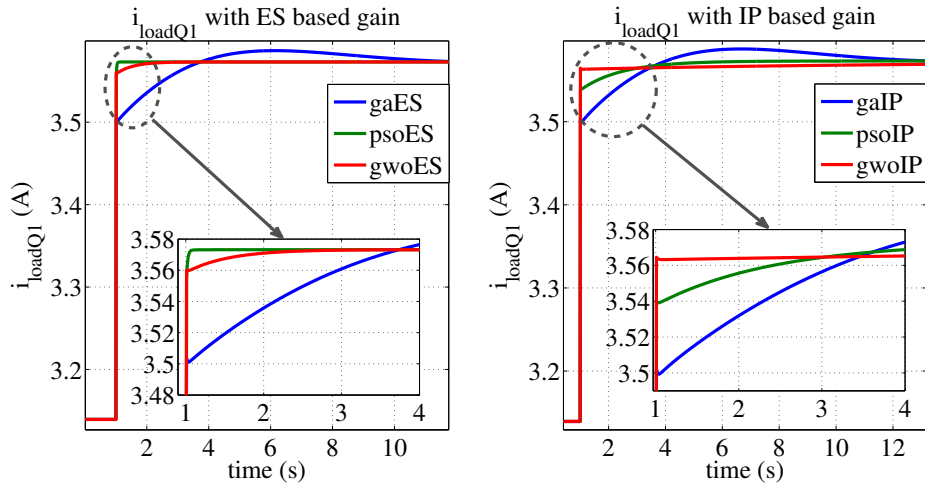 i_loadQ1 with ES based gain
i_loadQ1 (A)
3.5
3.4
3.3
3.2
gaES
psoES
gwoES
3.58
3.56
3.54
3.52
3.5
3.48
1 2 3 4
2 4 6 8 10
time (s)
i_loadQ1 with IP based gain
i_loadQ1 (A)
3.5
3.4
3.3
3.2
gaIP
psoIP
gwoIP
3.58
3.56
3.54
3.52
3.5
1 2 3 4
2 4 6 8 10 12
time (s)